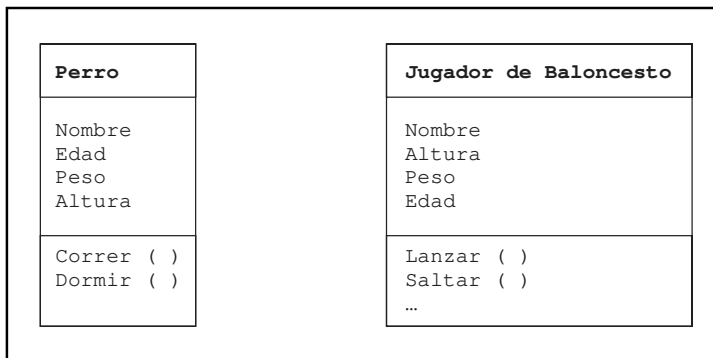 Perro
Nombre
Edad
Peso
Altura
Correr ( )
Dormir ( )
Jugador de Baloncesto
Nombre
Altura
Peso
Edad
Lanzar ( )
Saltar ( )
…